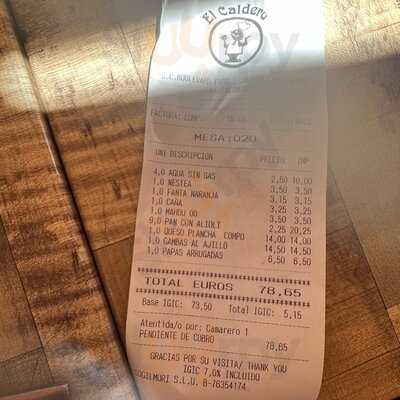 El Caldero
C.C.BOULEVARD
FACTURA:
MESA:020
UNI DESCRIPCION PRECIO IMP
4,0 AGUA SIN GAS 2,50 10,00
1,0 NESTEA 3,50 3,50
1,0 FANTA NARANJA 3,15 3,15
1,0 CAÑA 3,25 3,25
1,0 MAHOU 00 3,50 3,50
9,0 PAN CON ALIOLI 2,25 20,25
1,0 QUESO PLANCHA COMPO 14,00 14,00
1,0 GAMBAS AL AJILLO 14,50 14,50
1,0 PAPAS ARRUGADAS 6,50 6,50
TOTAL EUROS 78,65
Base IGIC: 73,50 Total IGIC: 5,15
Atentida/o por: Camarero 1
PENDIENTE DE COBRO 78,65
GRACIAS POR SU VISITA/ THANK YOU
IGIC 7,0% INCLUIDO
SOGILMORI S.L.U. B-76354174